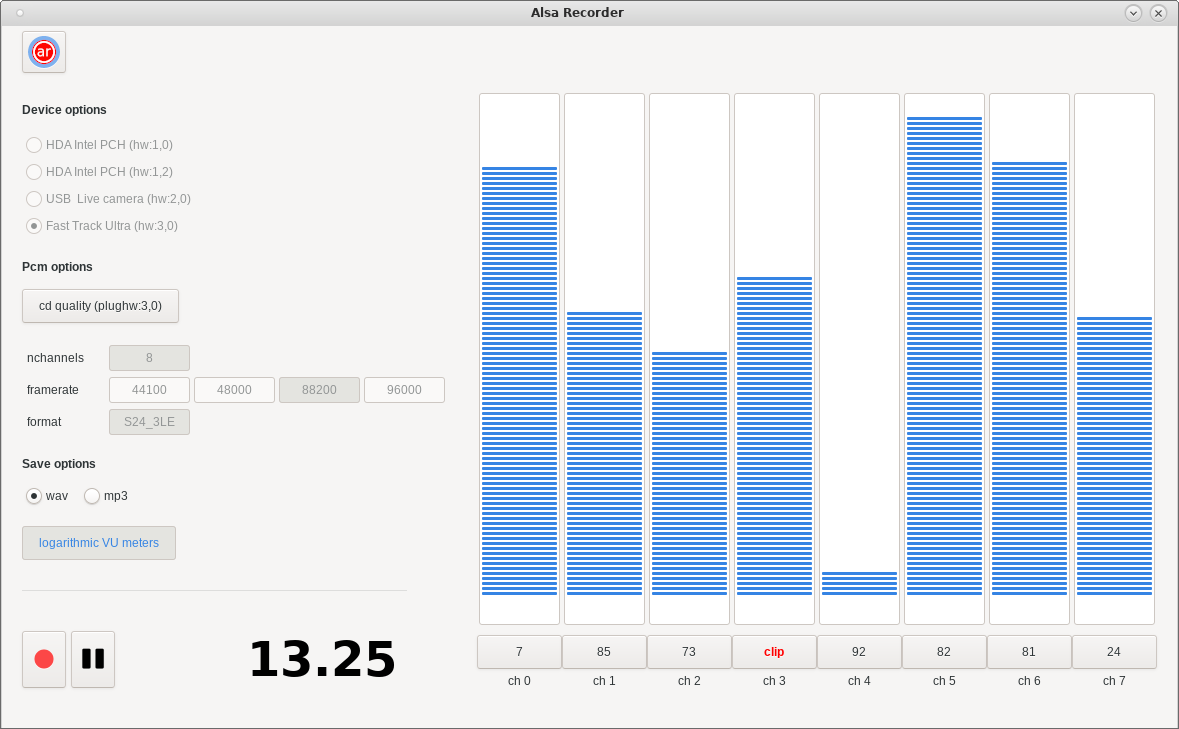 Alsa Recorder
ar
Device options
HDA Intel PCH (hw:1,0)
HDA Intel PCH (hw:1,2)
USB  Live camera (hw:2,0)
Fast Track Ultra (hw:3,0)
Pcm options
cd quality (plughw:3,0)
nchannels 8
framerate 44100 48000 88200 96000
format S24_3LE
Save options
wav mp3
logarithmic VU meters
13.25
7 85 73 clip 92 82 81 24
ch 0 ch 1 ch 2 ch 3 ch 4 ch 5 ch 6 ch 7